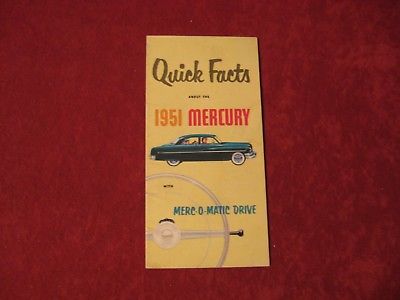 Quick Facts
ABOUT THE
1951 MERCURY
WITH
MERC-O-MATIC DRIVE